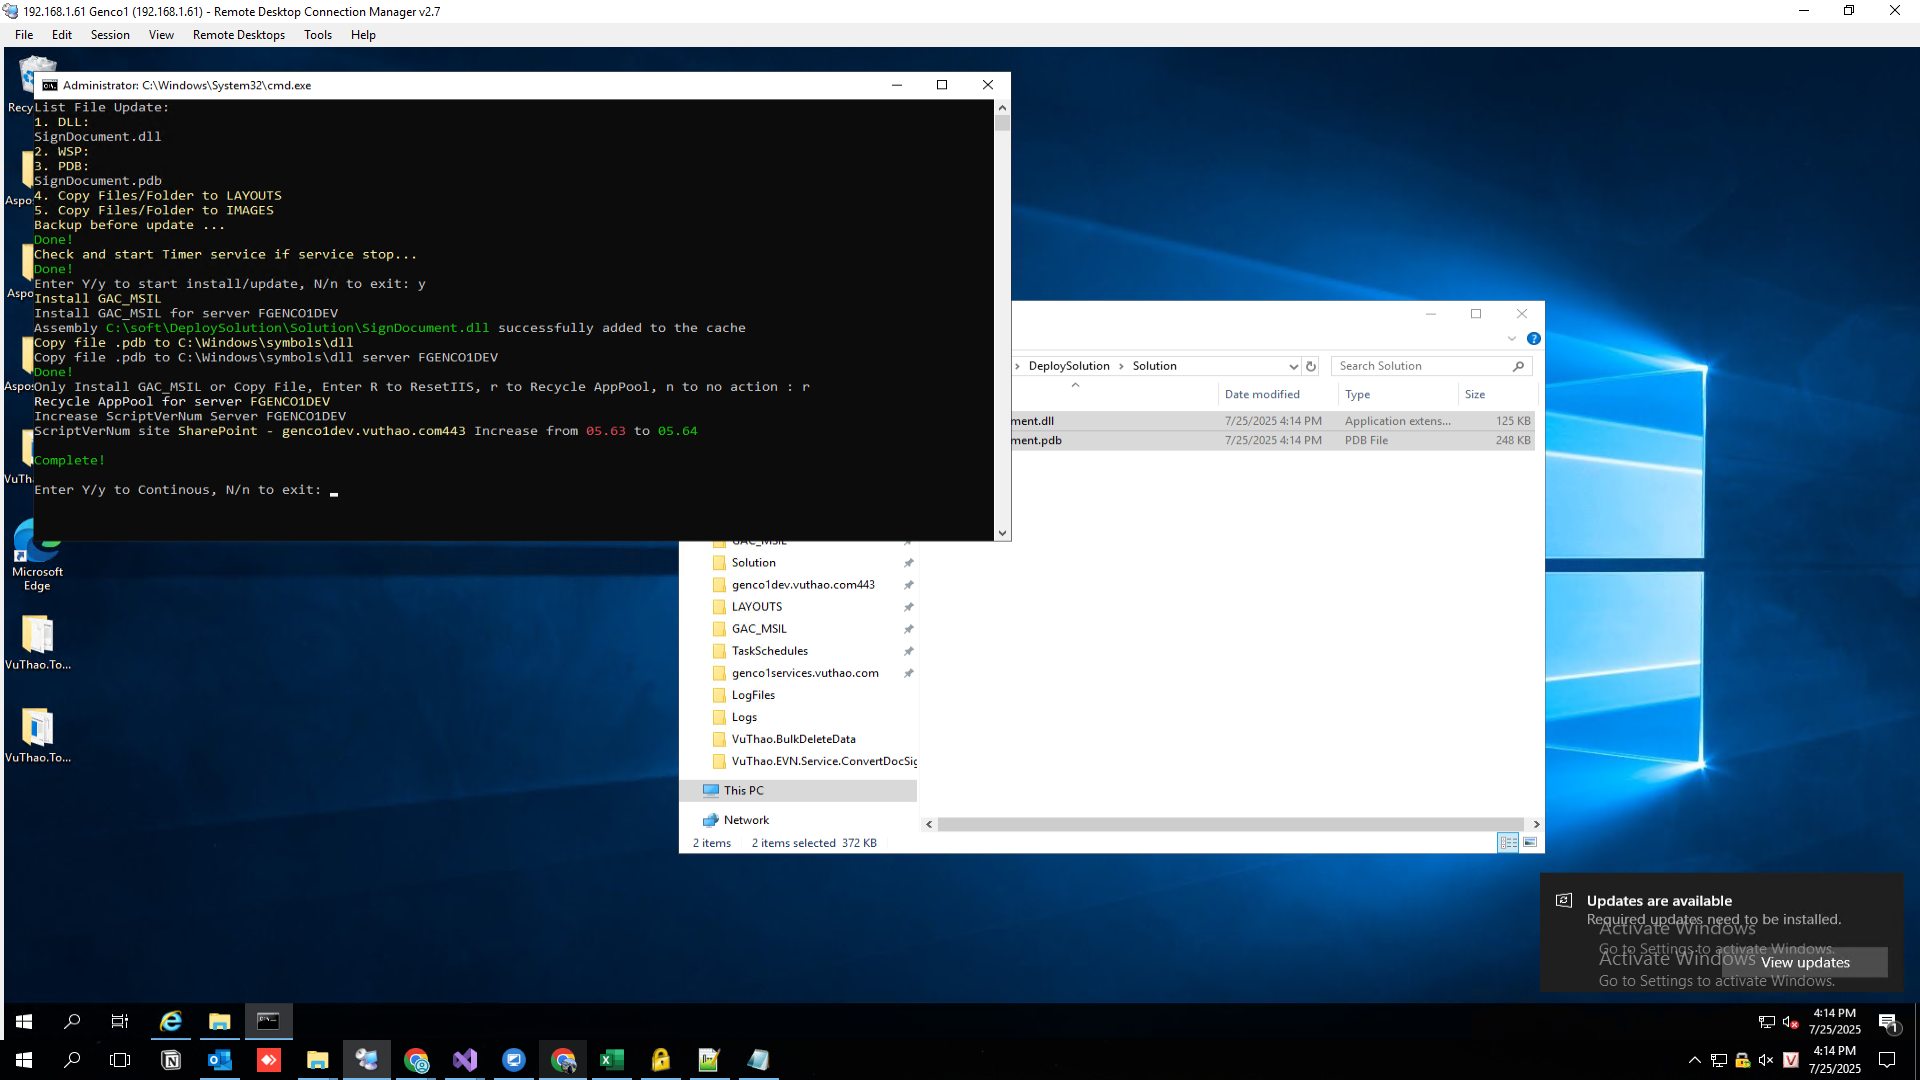 192.168.1.61 Genco1 (192.168.1.61) - Remote Desktop Connection Manager v2.7
File Edit Session View Remote Desktops Tools Help
Recy
Aspo
Aspo
Aspo
VuTh
Microsoft
Edge
VuThao.To...
VuThao.To...
Administrator: C:\Windows\System32\cmd.exe
List File Update:
1. DLL:
SignDocument.dll
2. WSP:
3. PDB:
SignDocument.pdb
4. Copy Files/Folder to LAYOUTS
5. Copy Files/Folder to IMAGES
Backup before update ...
Done!
Check and start Timer service if service stop...
Done!
Enter Y/y to start install/update, N/n to exit: y
Install GAC_MSIL
Install GAC_MSIL for server FGENCO1DEV
Assembly C:\soft\DeploySolution\Solution\SignDocument.dll successfully added to the cache
Copy file .pdb to C:\Windows\symbols\dll
Copy file .pdb to C:\Windows\symbols\dll server FGENCO1DEV
Done!
Only Install GAC_MSIL or Copy File, Enter R to ResetIIS, r to Recycle AppPool, n to no action : r
Recycle AppPool for server FGENCO1DEV
Increase ScriptVerNum Server FGENCO1DEV
ScriptVerNum site SharePoint - genco1dev.vuthao.com443 Increase from 05.63 to 05.64
Complete!
Enter Y/y to Continous, N/n to exit:
DeploySolution Solution
Search Solution
Date modified Type Size
ment.dll 7/25/2025 4:14 PM Application extens... 125 KB
ment.pdb 7/25/2025 4:14 PM PDB File 248 KB
GAC_MSIL
Solution
genco1dev.vuthao.com443
LAYOUTS
GAC_MSIL
TaskSchedules
genco1services.vuthao.com
LogFiles
Logs
VuThao.BulkDeleteData
VuThao.EVN.Service.ConvertDocSig
This PC
Network
2 items 2 items selected 372 KB
Updates are available
Required updates need to be installed.
Activate Windows
Go to Settings to activate Windows.
Activate Windows
View updates
Go to Settings to activate Windows.
4:14 PM
7/25/2025
1
4:14 PM
7/25/2025